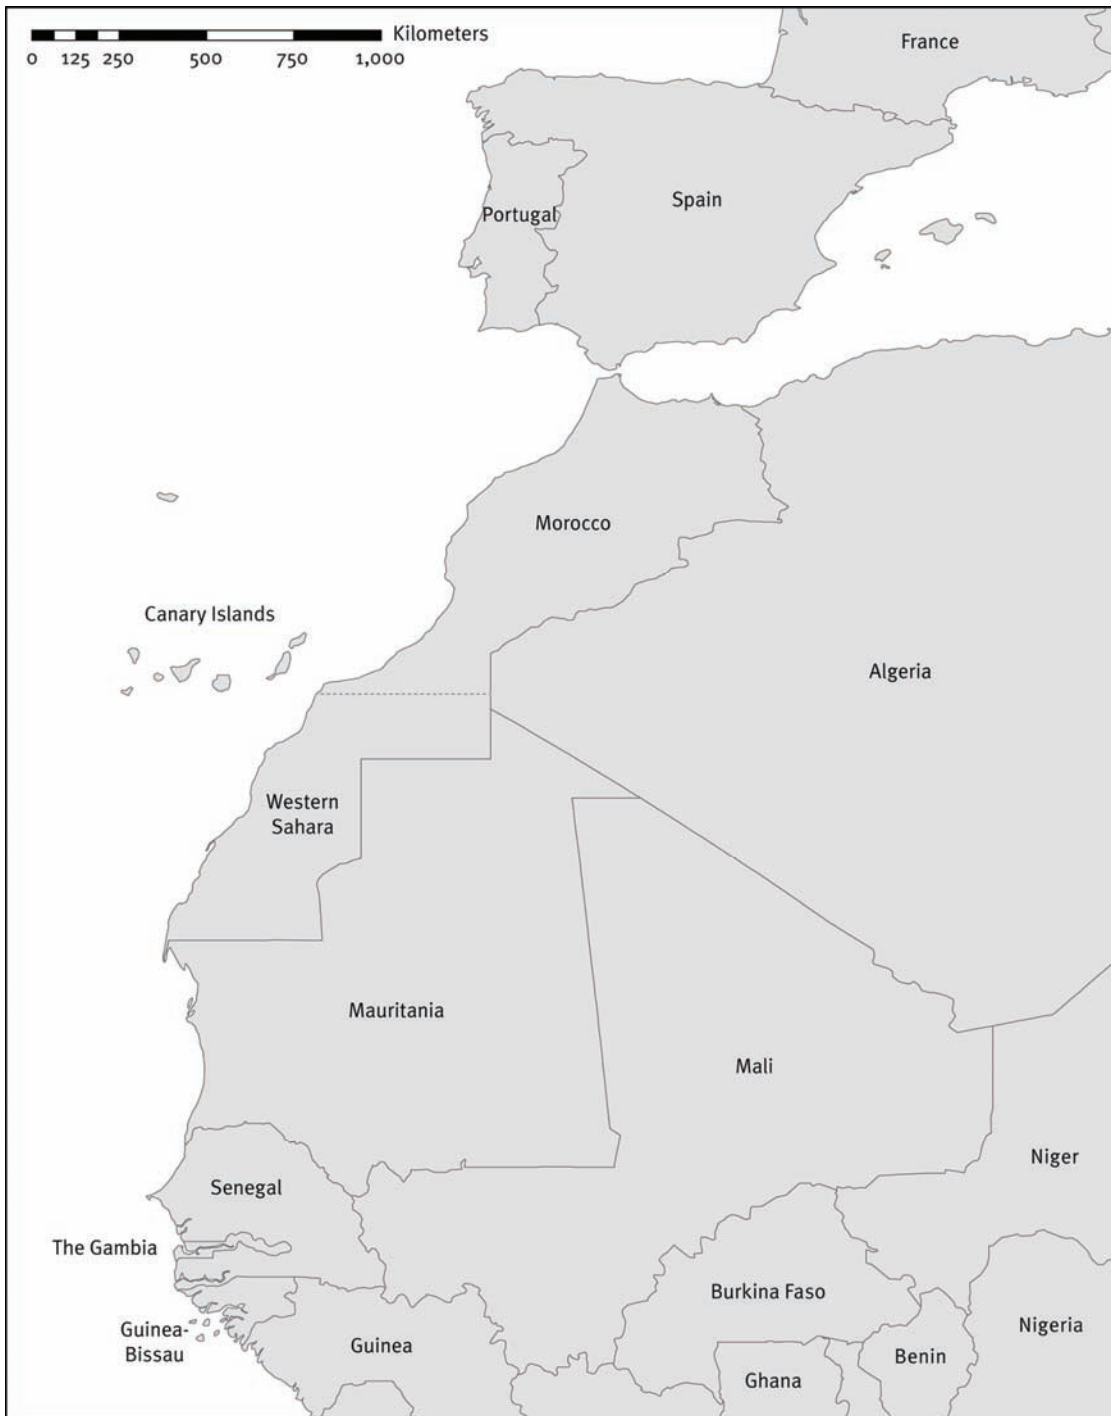 Kilometers
0 125 250 500 750 1,000
France
Spain
Portugal
Morocco
Canary Islands
Algeria
Western
Sahara
Mauritania
Mali
Niger
Senegal
The Gambia
Burkina Faso
Guinea-
Bissau
Guinea
Nigeria
Benin
Ghana